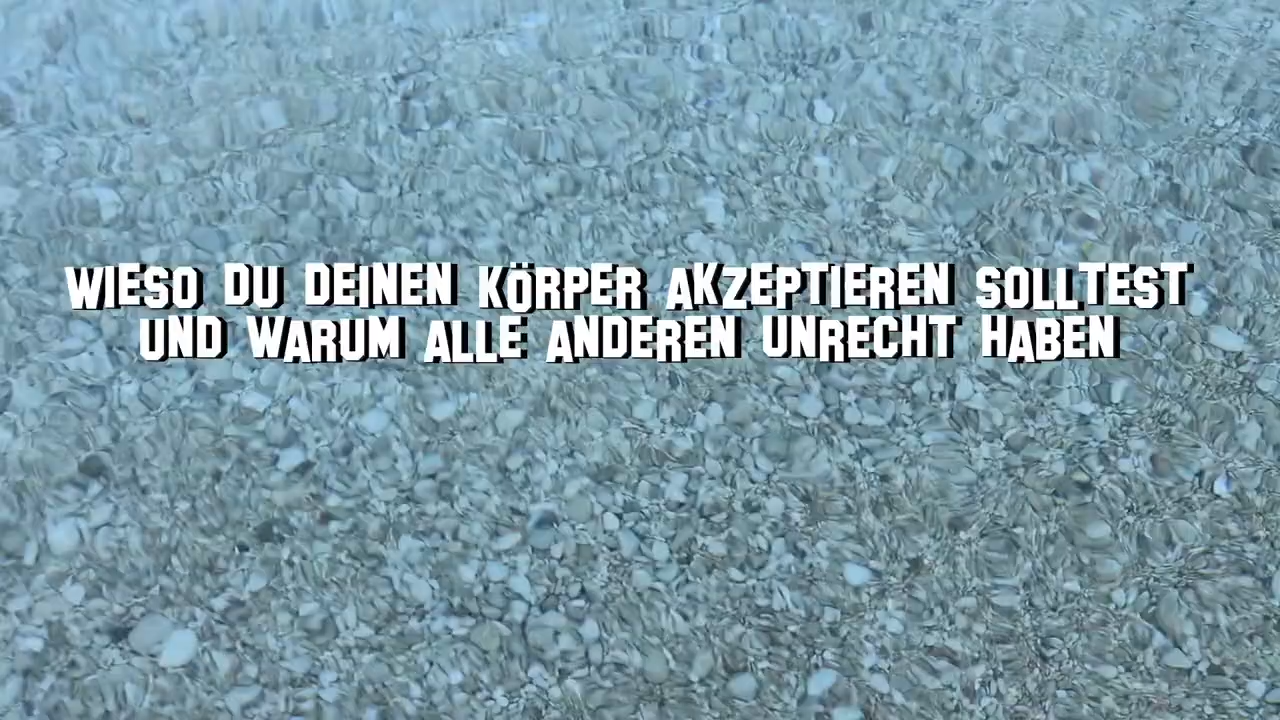 WIESO DU DEINEN KÖRPER AKZEPTIEREN SOLLTEST
UND WARUM ALLE ANDEREN UNRECHT HABEN